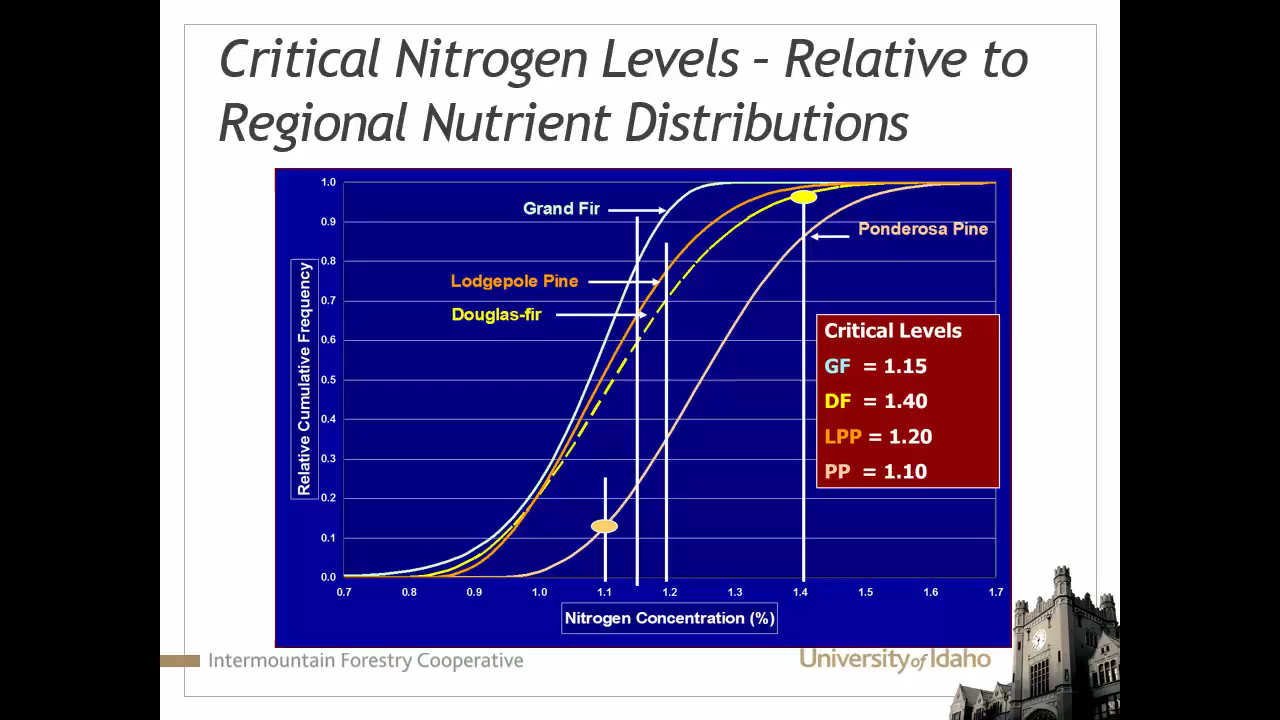 Critical Nitrogen Levels – Relative to
Regional Nutrient Distributions
Relative Cumulative Frequency
1.0
0.9
0.8
0.7
0.6
0.5
0.4
0.3
0.2
0.1
0.0
Grand Fir
Ponderosa Pine
Lodgepole Pine
Douglas-fir
Critical Levels
GF = 1.15
DF = 1.40
LPP = 1.20
PP = 1.10
0.7 0.8 0.9 1.0 1.1 1.2 1.3 1.4 1.5 1.6 1.7
Nitrogen Concentration (%)
Intermountain Forestry Cooperative
University of Idaho